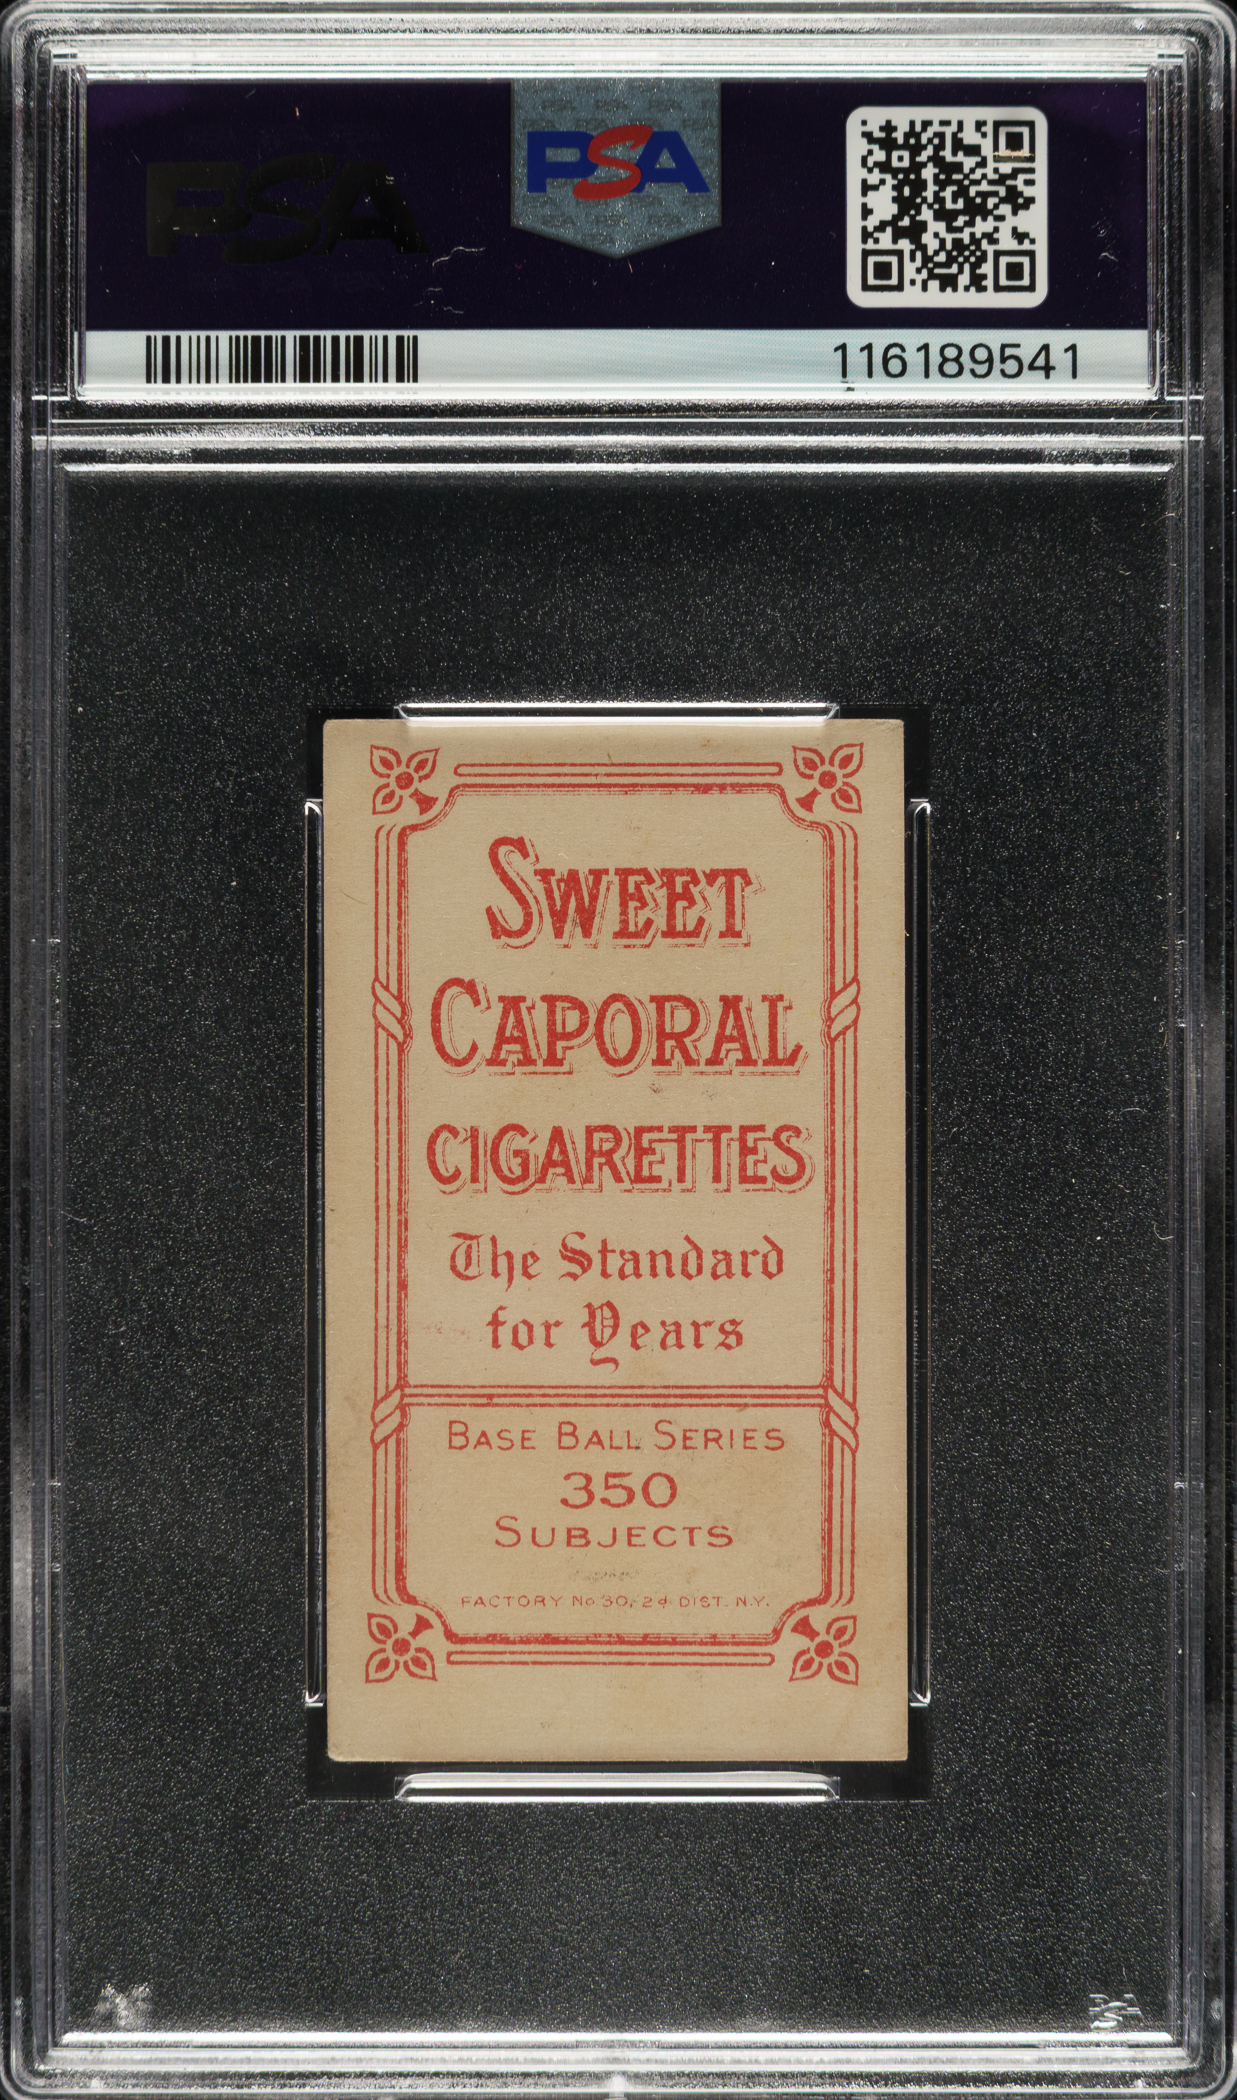 PSA
PSA
116189541
SWEET
CAPORAL
CIGARETTES
The Standard
for Years
BASE BALL SERIES
350
SUBJECTS
FACTORY No 30, 2d DIST. N.Y.
PSA